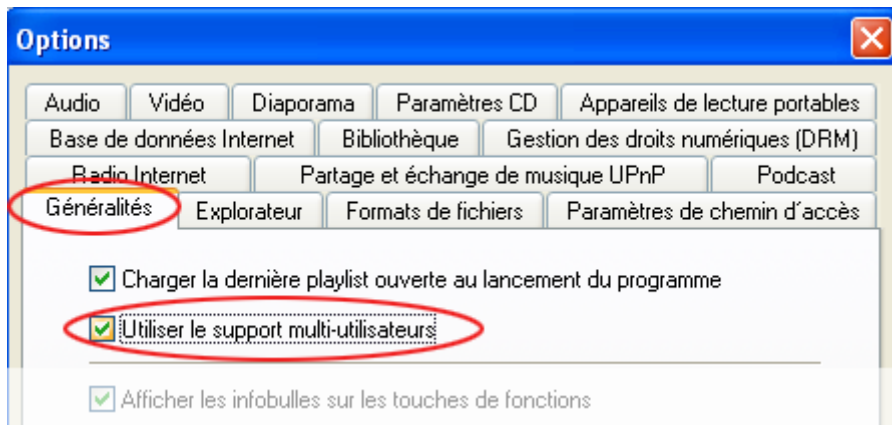 Options
Audio Vidéo Diaporama Paramètres CD Appareils de lecture portables
Base de données Internet Bibliothèque Gestion des droits numériques (DRM)
Radio Internet Partage et échange de musique UPnP Podcast
Généralités Explorateur Formats de fichiers Paramètres de chemin d´accès
Charger la dernière playlist ouverte au lancement du programme
Utiliser le support multi-utilisateurs
Afficher les infobulles sur les touches de fonctions